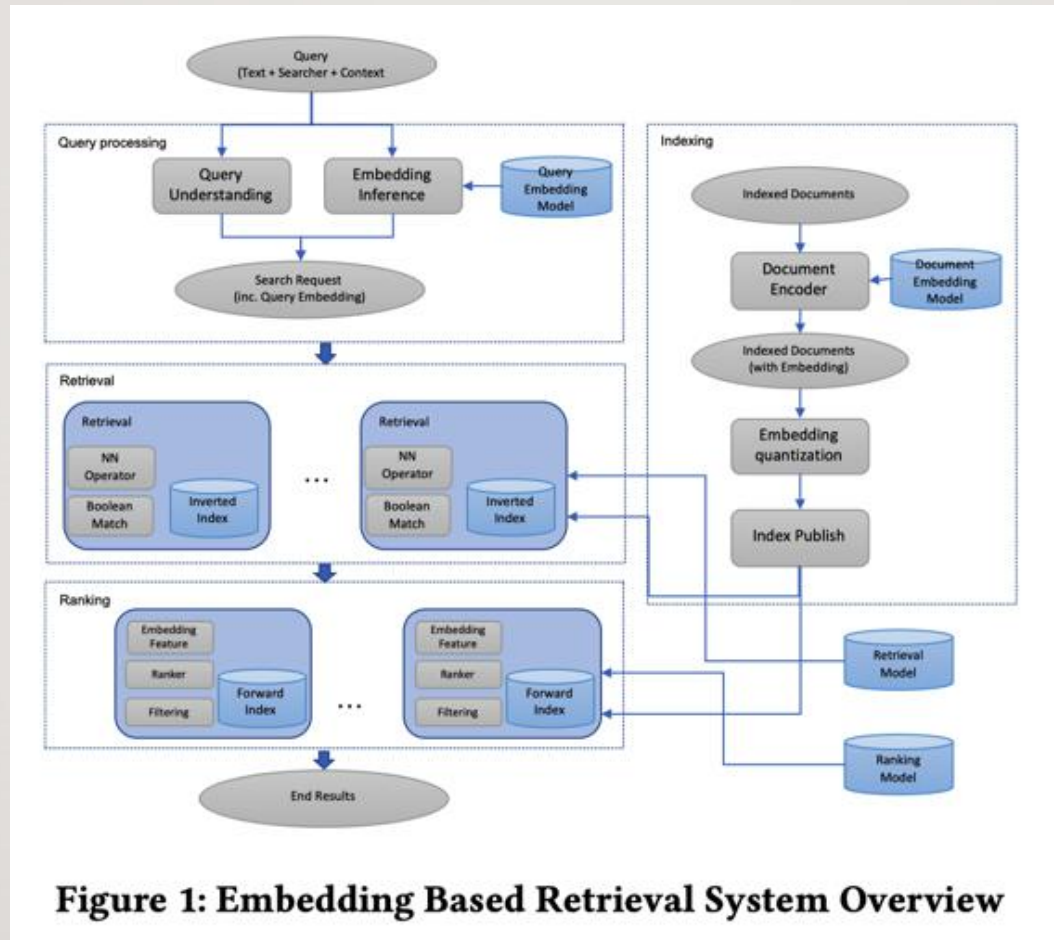 Query
(Text + Searcher + Context
Query processing
Query
Understanding
Embedding
Inference
Query
Embedding
Model
Search Request
(inc. Query Embedding)
Indexing
Indexed Documents
Document
Encoder
Document
Embedding
Model
Indexed Documents
(with Embedding)
Embedding
quantization
Index Publish
Retrieval
Retrieval
NN
Operator
Boolean
Match
Inverted
Index
...
Retrieval
NN
Operator
Boolean
Match
Inverted
Index
Ranking
Embedding
Feature
Ranker
Filtering
Forward
Index
...
Embedding
Feature
Ranker
Filtering
Forward
Index
Retrieval
Model
Ranking
Model
End Results
Figure 1: Embedding Based Retrieval System Overview